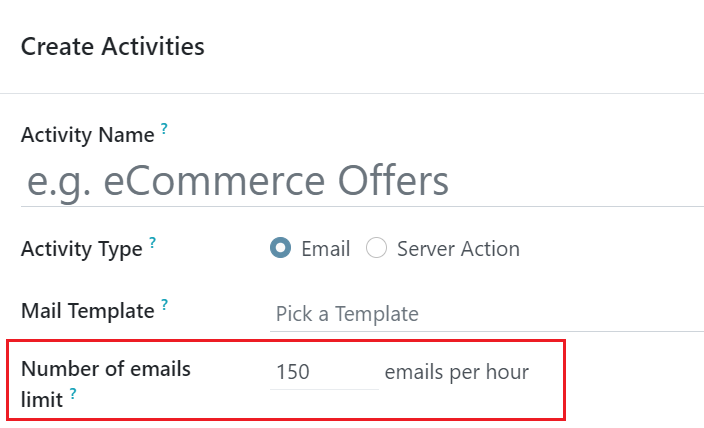 Create Activities
Activity Name ?
e.g. eCommerce Offers
Activity Type ? Email Server Action
Mail Template ? Pick a Template
Number of emails 150 emails per hour
limit ?